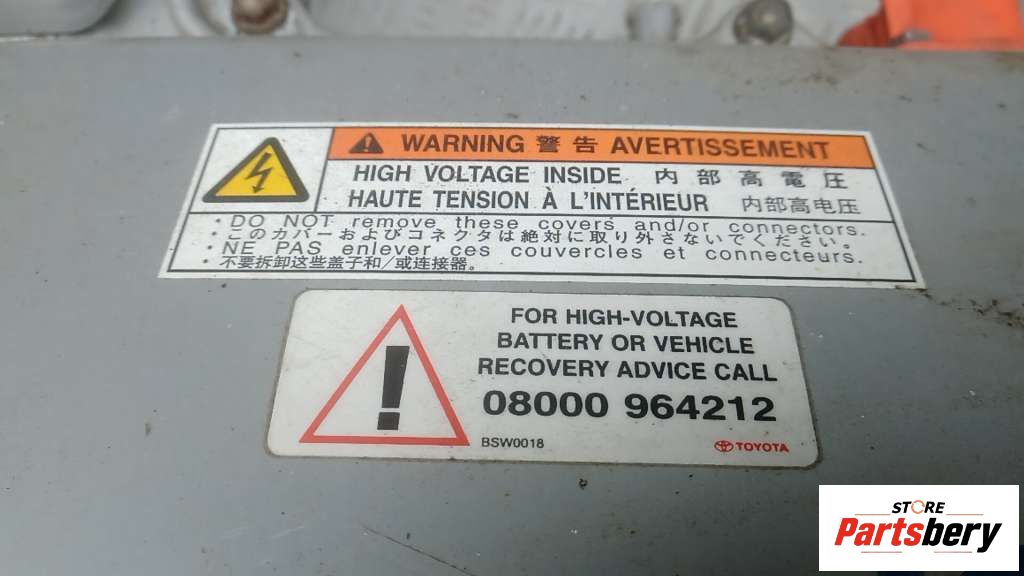 WARNING 警告 AVERTISSEMENT
HIGH VOLTAGE INSIDE 内部高電圧
HAUTE TENSION À L'INTÉRIEUR 内部高电压
・DO NOT remove these covers and/or connectors.
・このカバーおよびコネクタは絶対に取り外さないでください。
・NE PAS enlever ces couvercles et connecteurs.
・不要拆卸这些盖子和/或连接器。
FOR HIGH-VOLTAGE
BATTERY OR VEHICLE
RECOVERY ADVICE CALL
08000 964212
BSW0018
TOYOTA
STORE
Partsbery